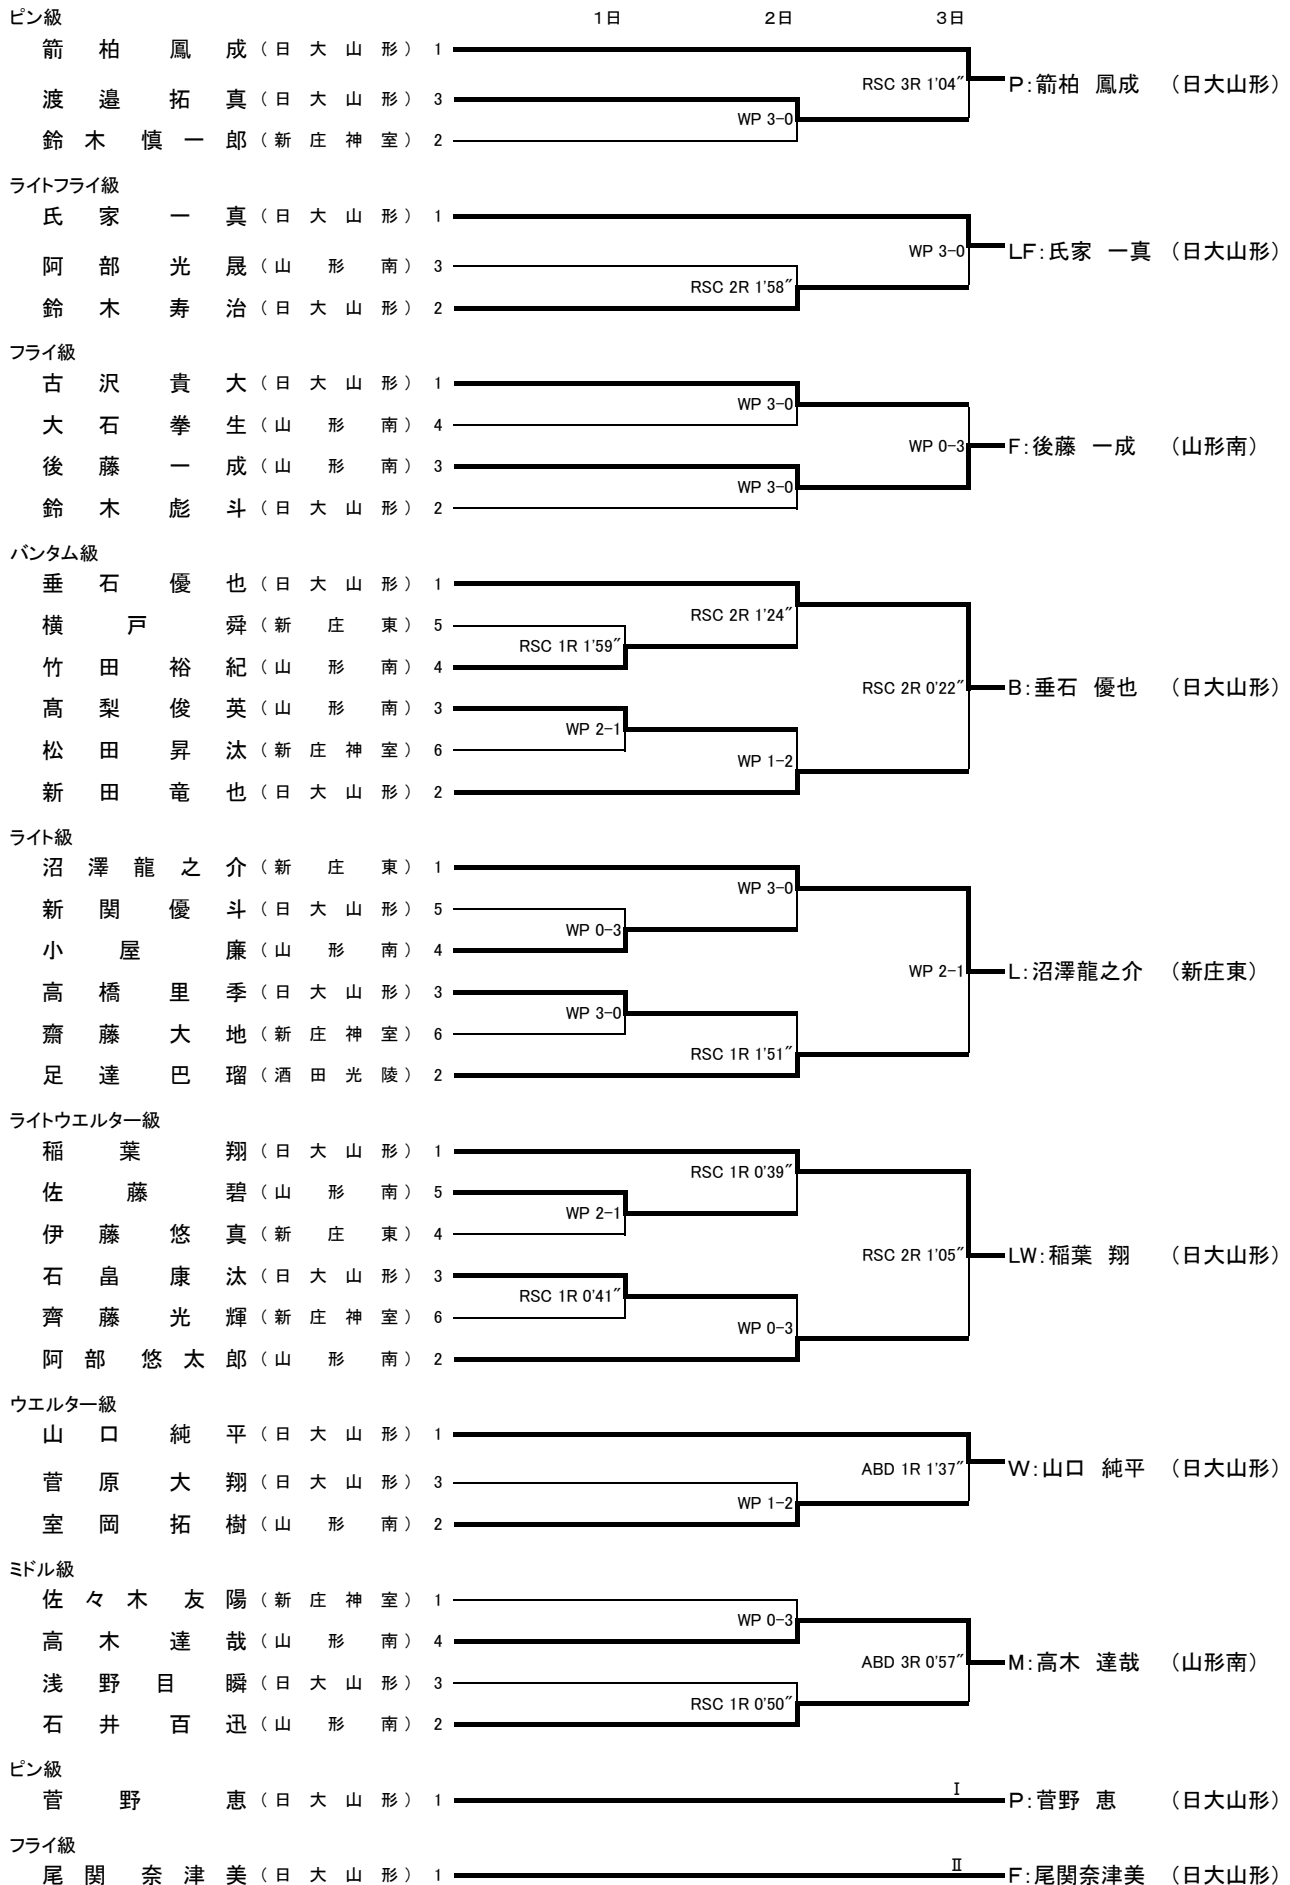 ピン級 1日 2日 3日
箭柏 鳳成 (日大山形) 1
RSC 3R 1'04" P:箭柏 鳳成 (日大山形)
渡邉 拓真 (日大山形) 3
WP 3-0
鈴木 慎一郎 (新庄神室) 2
ライトフライ級
氏家 一真 (日大山形) 1
WP 3-0 LF:氏家 一真 (日大山形)
阿部 光晟 (山形南) 3
RSC 2R 1'58"
鈴木 寿治 (日大山形) 2
フライ級
古沢 貴大 (日大山形) 1
WP 3-0
大石 拳生 (山形南) 4
WP 0-3 F:後藤 一成 (山形南)
後藤 一成 (山形南) 3
WP 3-0
鈴木 彪斗 (日大山形) 2
バンタム級
垂石 優也 (日大山形) 1
RSC 2R 1'24"
横戸 舜 (新庄東) 5
RSC 1R 1'59"
竹田 裕紀 (山形南) 4
RSC 2R 0'22" B:垂石 優也 (日大山形)
髙梨 俊英 (山形南) 3
WP 2-1
松田 昇汰 (新庄神室) 6
WP 1-2
新田 竜也 (日大山形) 2
ライト級
沼澤龍之介 (新庄東) 1
WP 3-0
新関 優斗 (日大山形) 5
WP 0-3
小屋 廉 (山形南) 4
WP 2-1 L:沼澤龍之介 (新庄東)
高橋 里季 (日大山形) 3
WP 3-0
齋藤 大地 (新庄神室) 6
RSC 1R 1'51"
足達 巴瑠 (酒田光陵) 2
ライトウエルター級
稲葉 翔 (日大山形) 1
RSC 1R 0'39"
佐藤 碧 (山形南) 5
WP 2-1
伊藤 悠真 (新庄東) 4
RSC 2R 1'05" LW:稲葉 翔 (日大山形)
石畠 康汰 (日大山形) 3
RSC 1R 0'41"
齊藤 光輝 (新庄神室) 6
WP 0-3
阿部 悠太郎 (山形南) 2
ウエルター級
山口 純平 (日大山形) 1
ABD 1R 1'37" W:山口 純平 (日大山形)
菅原 大翔 (日大山形) 3
WP 1-2
室岡 拓樹 (山形南) 2
ミドル級
佐々木 友陽 (新庄神室) 1
WP 0-3
高木 達哉 (山形南) 4
ABD 3R 0'57" M:高木 達哉 (山形南)
浅野目 瞬 (日大山形) 3
RSC 1R 0'50"
石井 百迅 (山形南) 2
ピン級
菅野 恵 (日大山形) 1 Ⅰ P:菅野 恵 (日大山形)
フライ級
尾関 奈津美 (日大山形) 1 Ⅱ F:尾関奈津美 (日大山形)